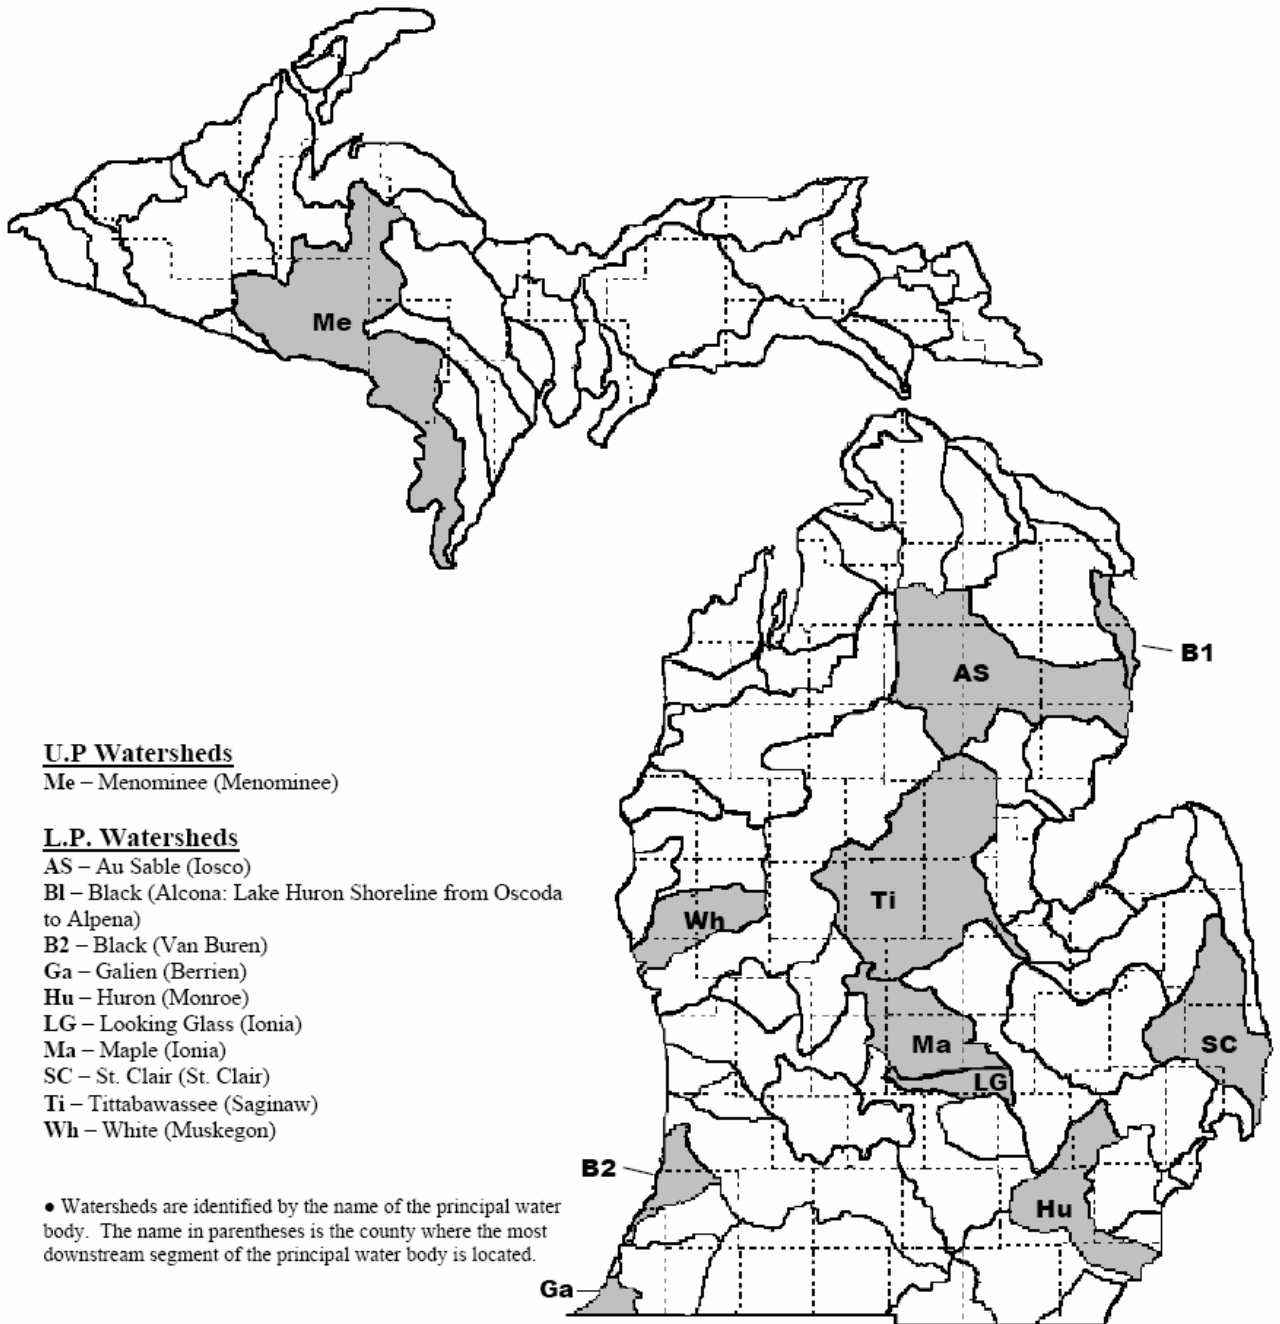 Me
B1
AS
Ti
Wh
Ma
SC
LG
B2
Hu
Ga
U.P Watersheds
Me – Menominee (Menominee)
L.P. Watersheds
AS – Au Sable (Iosco)
Bl – Black (Alcona: Lake Huron Shoreline from Oscoda
to Alpena)
B2 – Black (Van Buren)
Ga – Galien (Berrien)
Hu – Huron (Monroe)
LG – Looking Glass (Ionia)
Ma – Maple (Ionia)
SC – St. Clair (St. Clair)
Ti – Tittabawassee (Saginaw)
Wh – White (Muskegon)
● Watersheds are identified by the name of the principal water
body.  The name in parentheses is the county where the most
downstream segment of the principal water body is located.